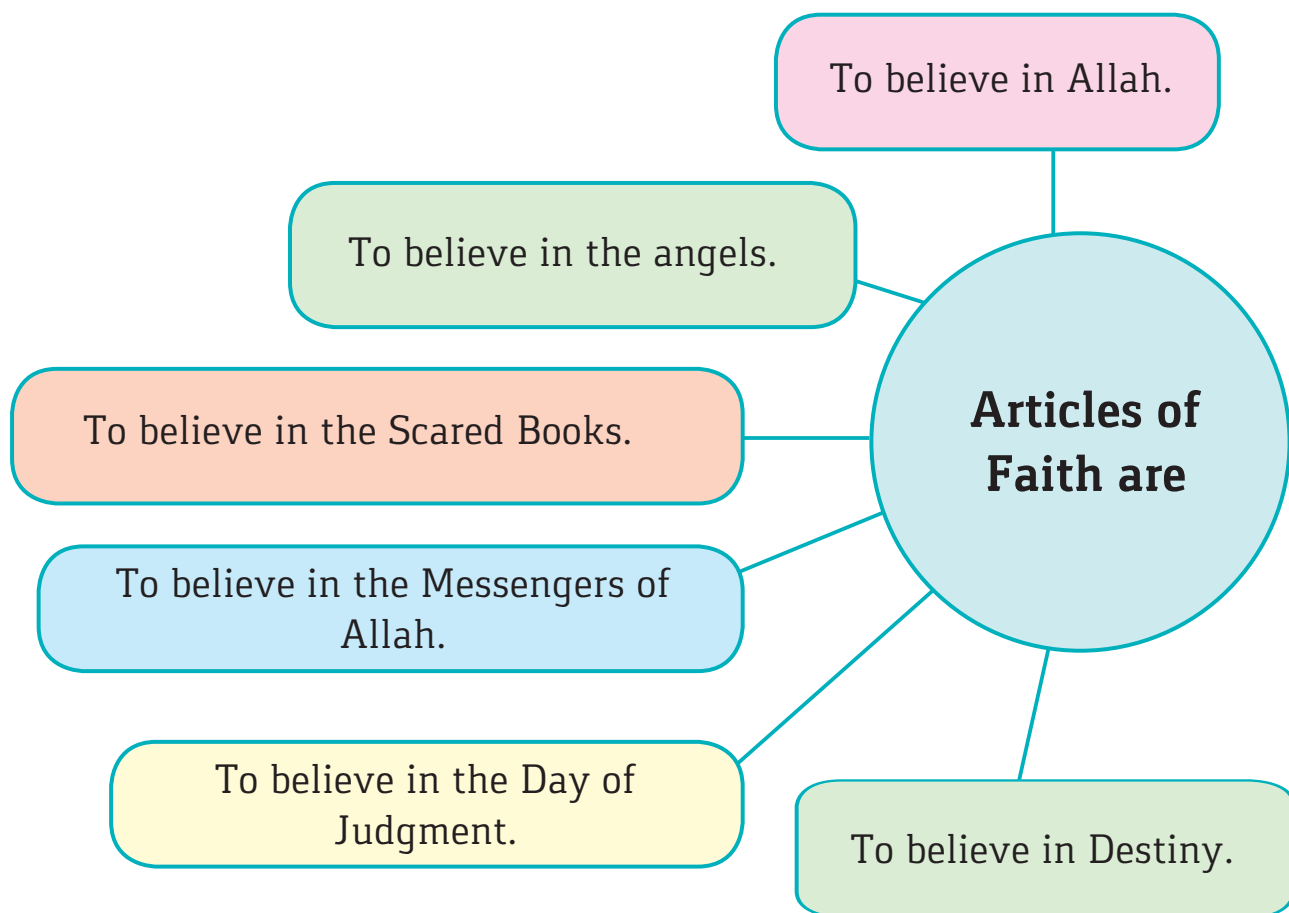 To believe in Allah.
To believe in the angels.
To believe in the Scared Books.
To believe in the Messengers of
Allah.
To believe in the Day of
Judgment.
To believe in Destiny.
Articles of
Faith are